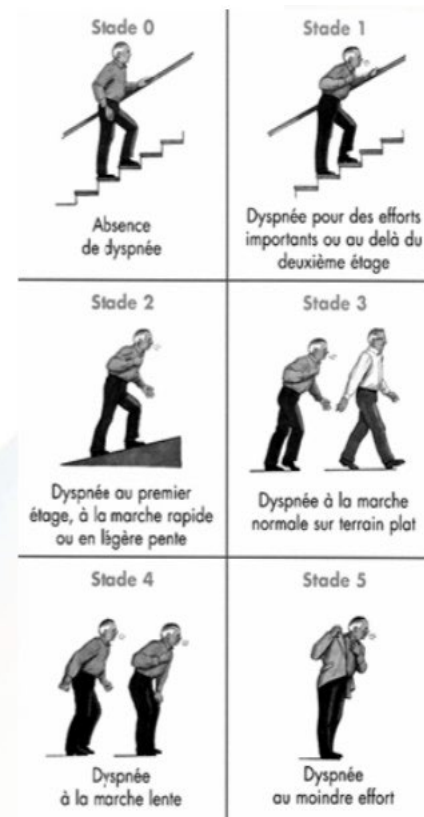 Stade 0
Absence
de dyspnée
Stade 1
Dyspnée pour des efforts
importants ou au delà du
deuxième étage
Stade 2
Dyspnée au premier
étage, à la marche rapide
ou en légère pente
Stade 3
Dyspnée à la marche
normale sur terrain plat
Stade 4
Dyspnée
à la marche lente
Stade 5
Dyspnée
au moindre effort